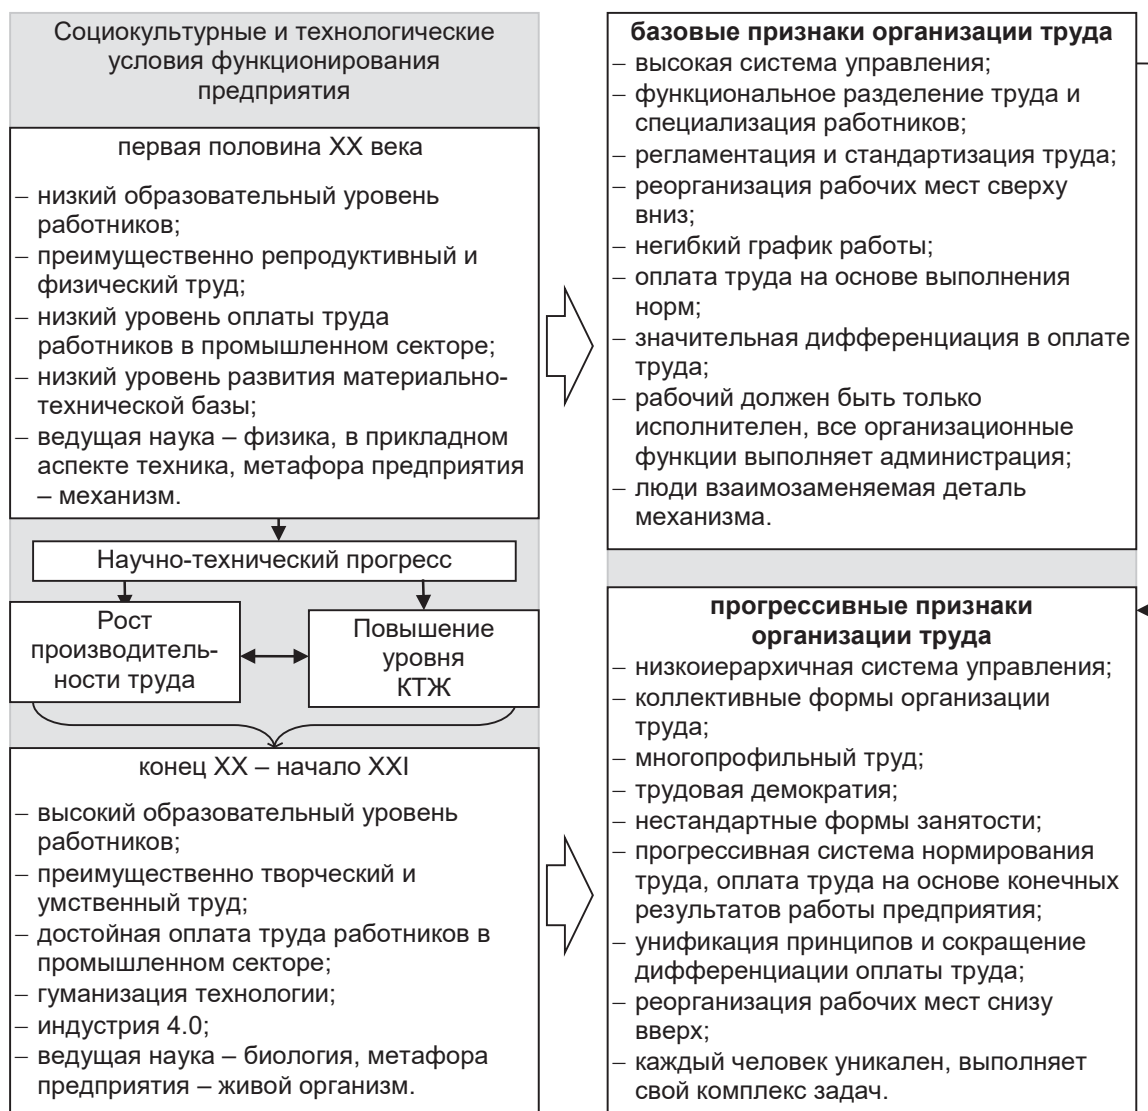 Социокультурные и технологические
условия функционирования
предприятия
первая половина XX века
– низкий образовательный уровень
работников;
– преимущественно репродуктивный и
физический труд;
– низкий уровень оплаты труда
работников в промышленном секторе;
– низкий уровень развития материально-
технической базы;
– ведущая наука – физика, в прикладном
аспекте техника, метафора предприятия
– механизм.
Научно-технический прогресс
Рост
производитель-
ности труда
Повышение
уровня
КТЖ
конец XX – начало XXI
– высокий образовательный уровень
работников;
– преимущественно творческий и
умственный труд;
– достойная оплата труда работников в
промышленном секторе;
– гуманизация технологии;
– индустрия 4.0;
– ведущая наука – биология, метафора
предприятия – живой организм.
базовые признаки организации труда
– высокая система управления;
– функциональное разделение труда и
специализация работников;
– регламентация и стандартизация труда;
– реорганизация рабочих мест сверху
вниз;
– негибкий график работы;
– оплата труда на основе выполнения
норм;
– значительная дифференциация в оплате
труда;
– рабочий должен быть только
исполнителен, все организационные
функции выполняет администрация;
– люди взаимозаменяемая деталь
механизма.
прогрессивные признаки
организации труда
– низкоиерархичная система управления;
– коллективные формы организации
труда;
– многопрофильный труд;
– трудовая демократия;
– нестандартные формы занятости;
– прогрессивная система нормирования
труда, оплата труда на основе конечных
результатов работы предприятия;
– унификация принципов и сокращение
дифференциации оплаты труда;
– реорганизация рабочих мест снизу
вверх;
– каждый человек уникален, выполняет
свой комплекс задач.